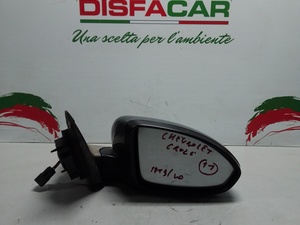 DISFACAR
Una scelta per l'ambiente
CHEVROLET
CRUZE